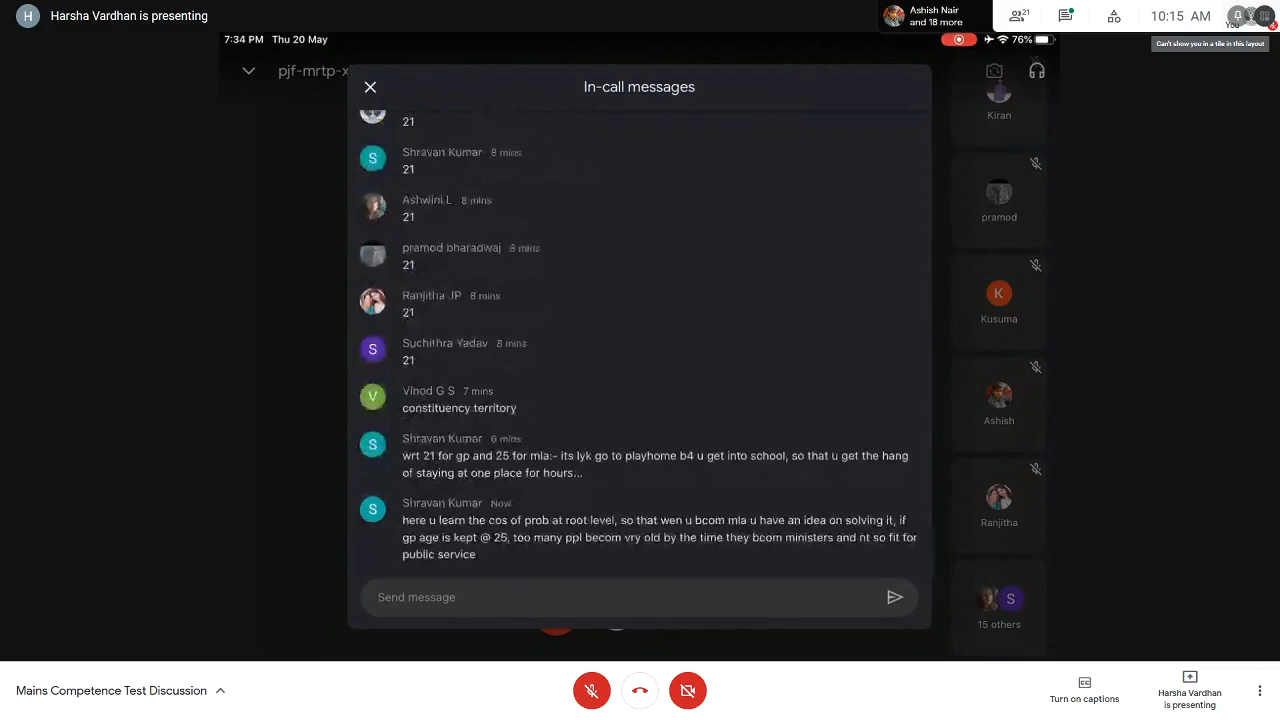 H
Harsha Vardhan is presenting
Ashish Nair
and 18 more
21
10:15 AM
You
Can't show you in a tile in this layout
7:34 PM Thu 20 May
76%
pjf-mrtp-x
In-call messages
21
S
Shravan Kumar 8 mins
21
Ashwini L 8 mins
21
pramod bharadwaj 8 mins
21
Ranjitha JP 8 mins
21
S
Suchithra Yadav 8 mins
21
V
Vinod G S 7 mins
constituency territory
S
Shravan Kumar 6 mins
wrt 21 for gp and 25 for mla:- its lyk go to playhome b4 u get into school, so that u get the hang
of staying at one place for hours...
S
Shravan Kumar Now
here u learn the cos of prob at root level, so that wen u bcom mla u have an idea on solving it, if
gp age is kept @ 25, too many ppl becom vry old by the time they bcom ministers and nt so fit for
public service
Send message
Kiran
pramod
K
Kusuma
Ashish
Ranjitha
S
15 others
Mains Competence Test Discussion
Turn on captions
Harsha Vardhan
is presenting